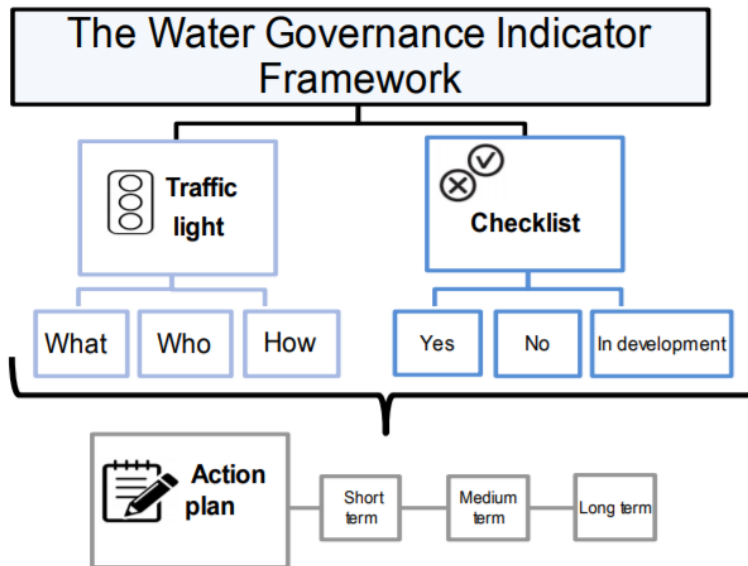 The Water Governance Indicator
Framework
Traffic
light
Checklist
What
Who
How
Yes
No
In development
Action
plan
Short
term
Medium
term
Long term